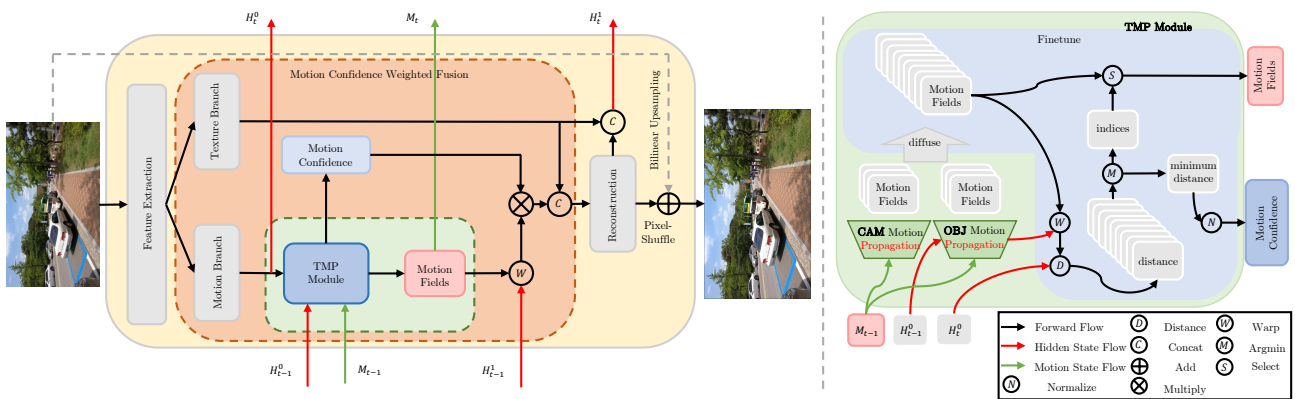 H_t^0
M_t
H_t^1
Motion Confidence Weighted Fusion
Feature Extraction
Texture Branch
Motion Branch
Motion
Confidence
TMP
Module
Motion
Fields
W
C
C
Reconstruction
Bilinear Upsampling
Pixel-
Shuffle
H_{t-1}^0
M_{t-1}
H_{t-1}^1
TMP Module
Finetune
Motion
Fields
S
Motion
Fields
indices
diffuse
M
minimum
distance
Motion
Fields
Motion
Fields
CAM Motion
Propagation
OBJ Motion
Propagation
W
N
Motion
Confidence
D
distance
M_{t-1}
H_{t-1}^0
H_t^0
Forward Flow D Distance W Warp
Hidden State Flow C Concat M Argmin
Motion State Flow Add S Select
N Normalize Multiply